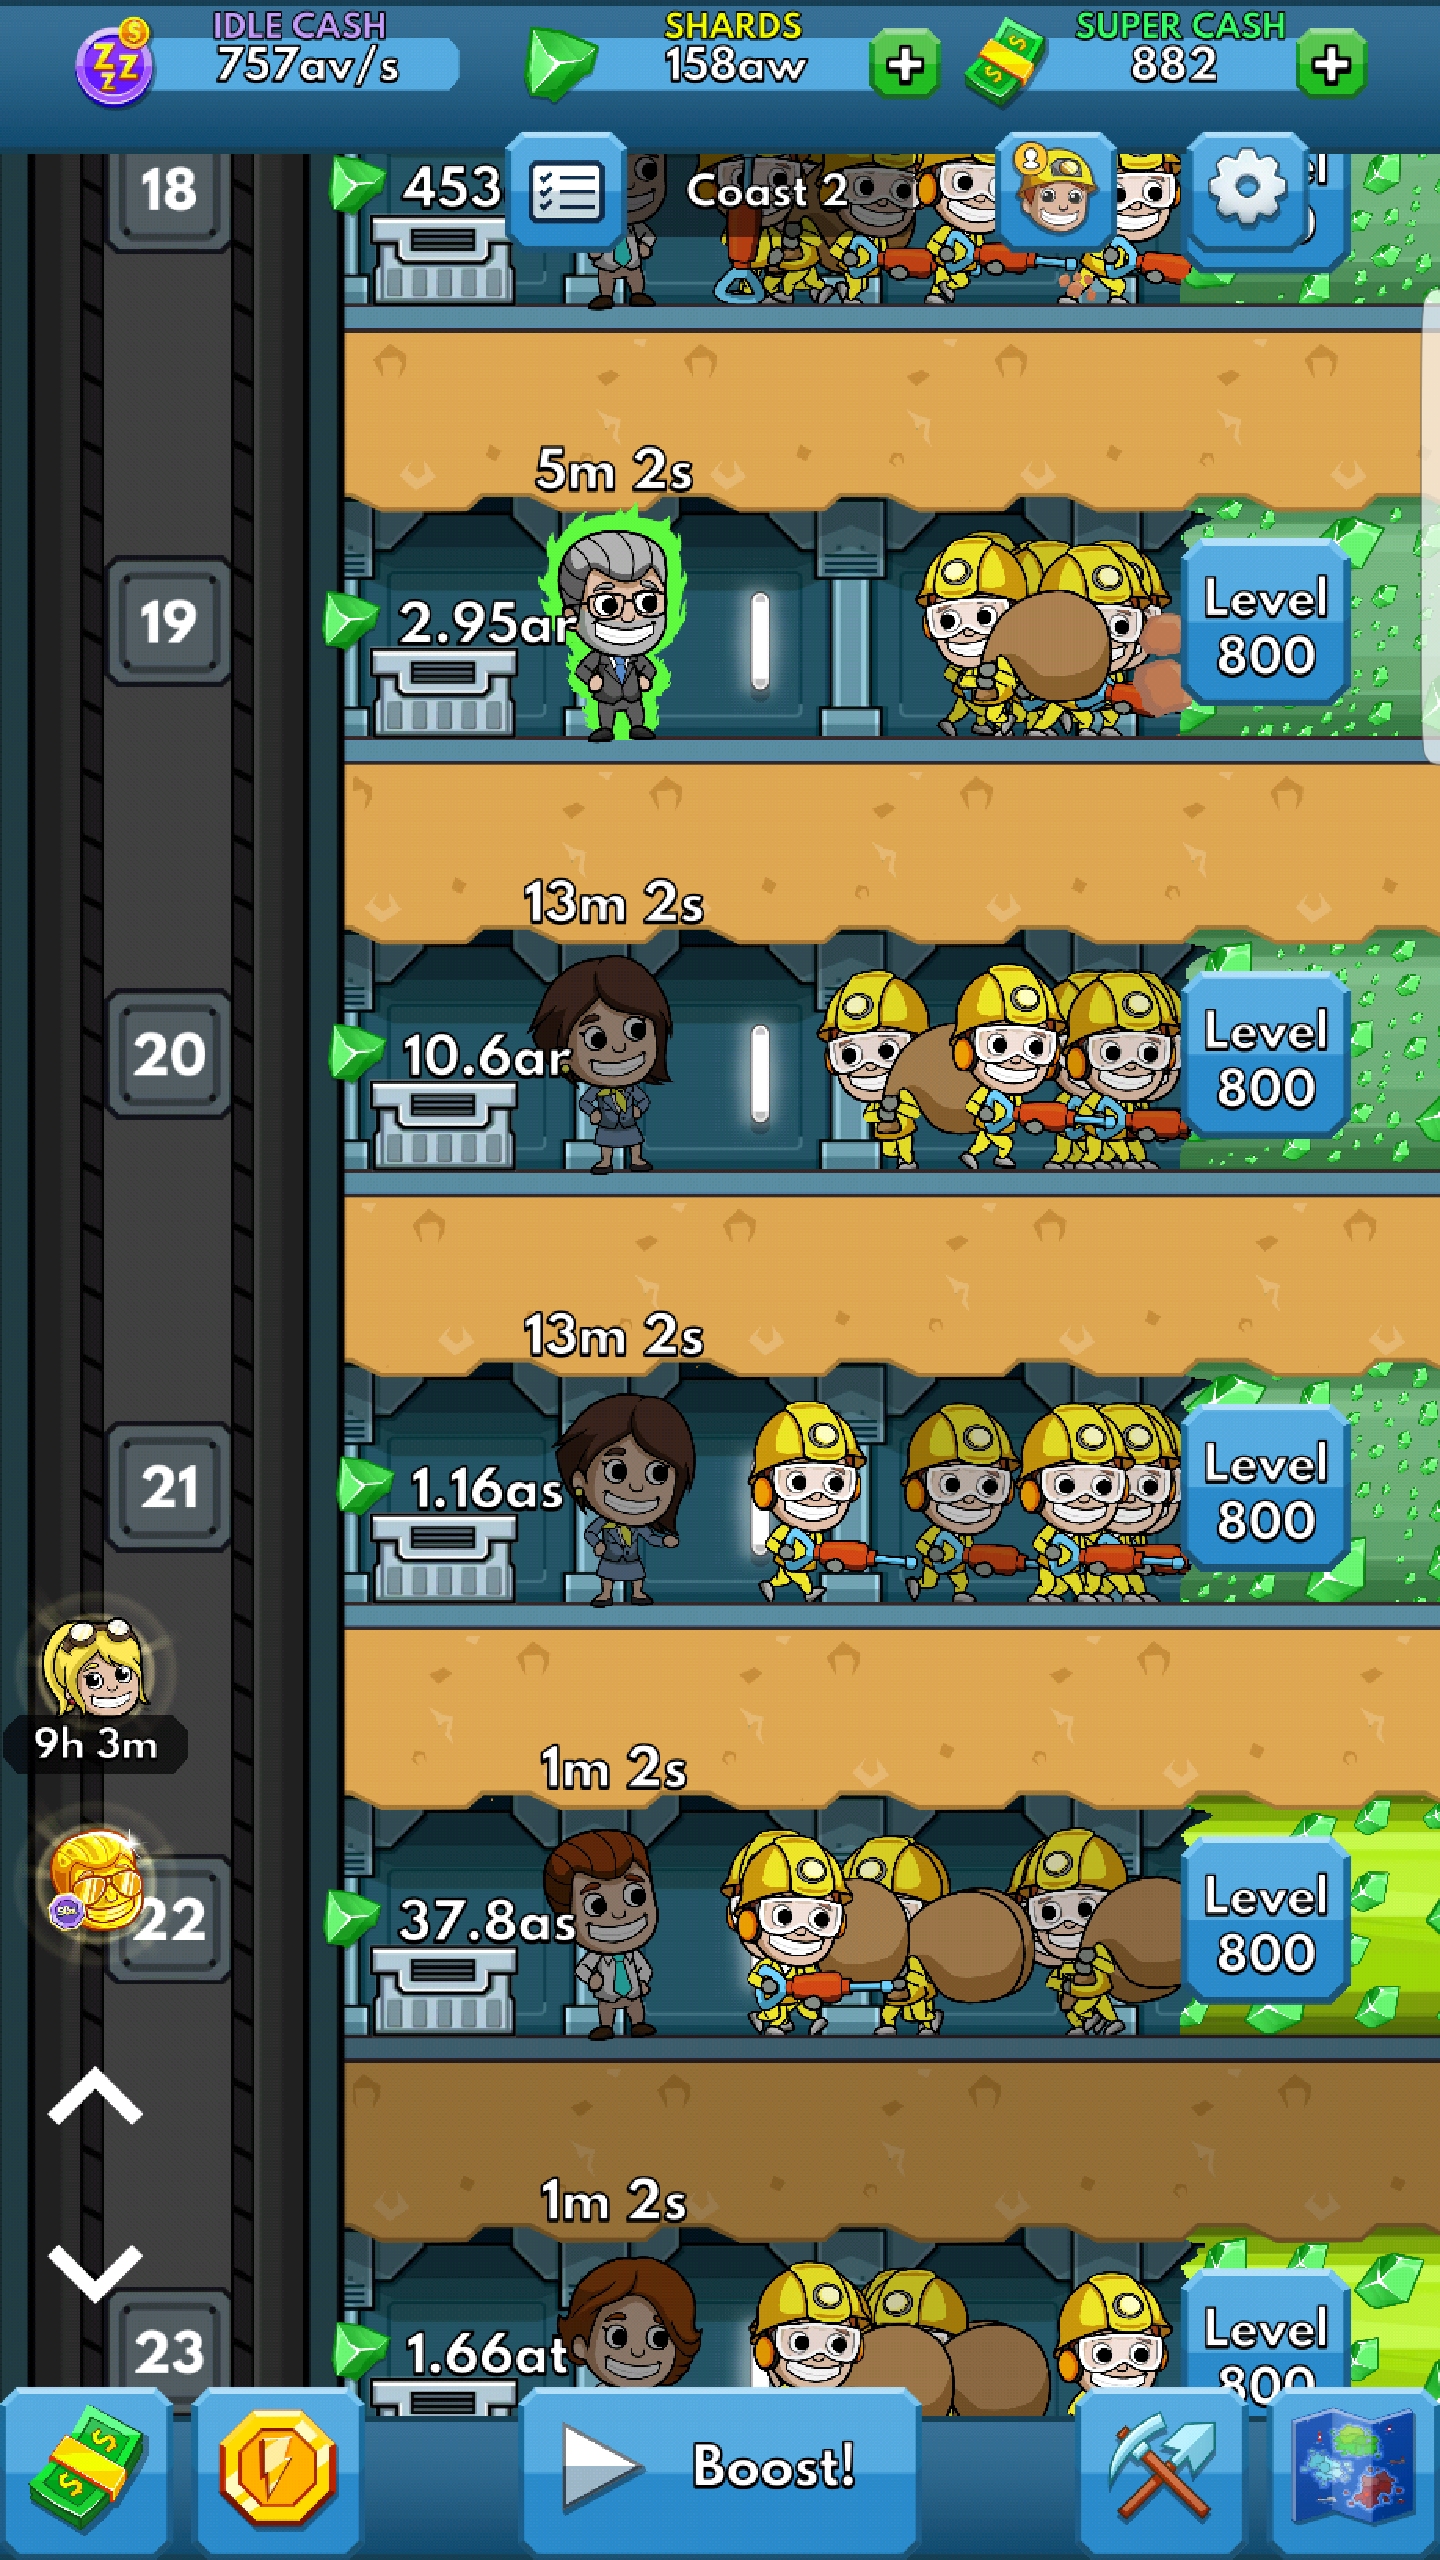 IDLE CASH
757av/s
SHARDS
158aw
SUPER CASH
882
18
453
Coast 2
5m 2s
19
2.95ar
Level
800
13m 2s
20
10.6ar
Level
800
13m 2s
21
1.16as
Level
800
9h 3m
1m 2s
22
37.8as
Level
800
1m 2s
23
1.66at
Level
800
Boost!